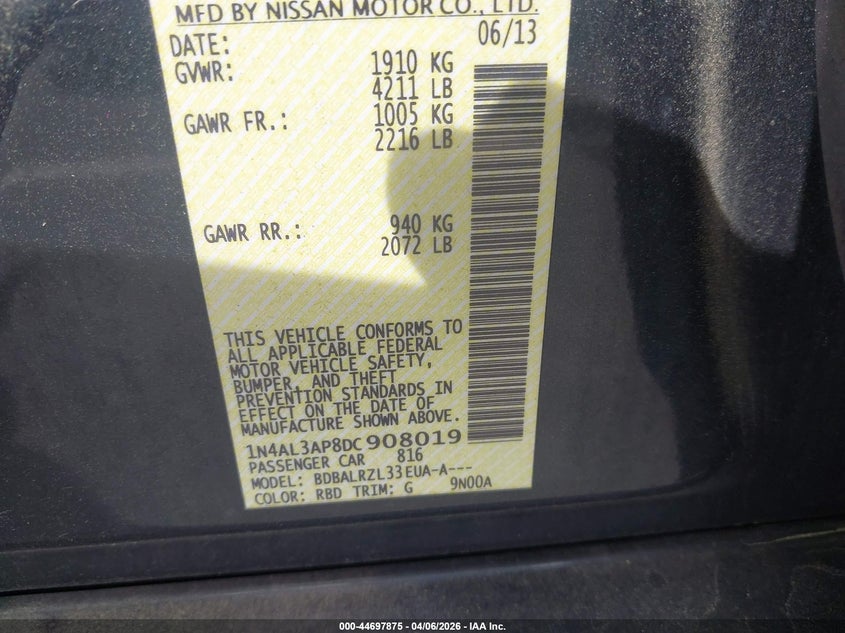 MFD BY NISSAN MOTOR CO., LTD.
DATE: 06/13
GVWR: 1910 KG
4211 LB
GAWR FR.: 1005 KG
2216 LB
GAWR RR.: 940 KG
2072 LB
THIS VEHICLE CONFORMS TO
ALL APPLICABLE FEDERAL
MOTOR VEHICLE SAFETY,
BUMPER, AND THEFT
PREVENTION STANDARDS IN
EFFECT ON THE DATE OF
MANUFACTURE SHOWN ABOVE.
1N4AL3AP8DC908019
PASSENGER CAR 816
MODEL: BDBALRZL33EUA-A---
COLOR: RBD TRIM: G 9N00A
000-44697875 - 04/06/2026 - IAA Inc.